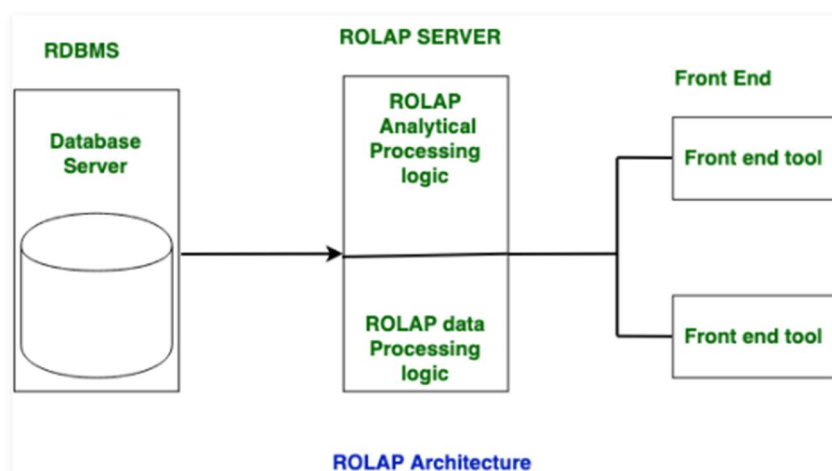 RDBMS
ROLAP SERVER
Front End
Database
Server
ROLAP
Analytical
Processing
logic
ROLAP data
Processing
logic
Front end tool
Front end tool
ROLAP Architecture